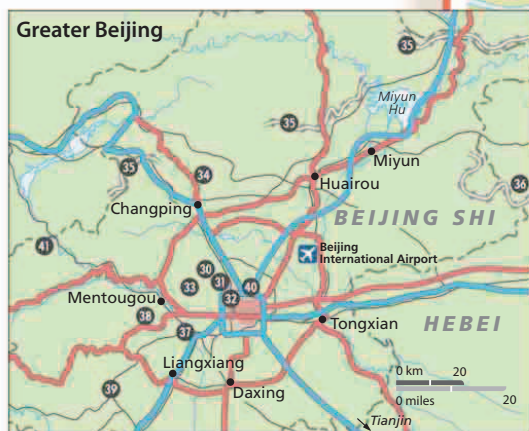 Greater Beijing
35
Miyun
Hu
35
Miyun
35
34
Huairou
36
Changping
BEIJING SHI
41
Beijing
International Airport
30
33
31
40
32
Mentougou
38
HEBEI
37
Tongxian
Liangxiang
0 km 20
39
Daxing
0 miles 20
Tianjin